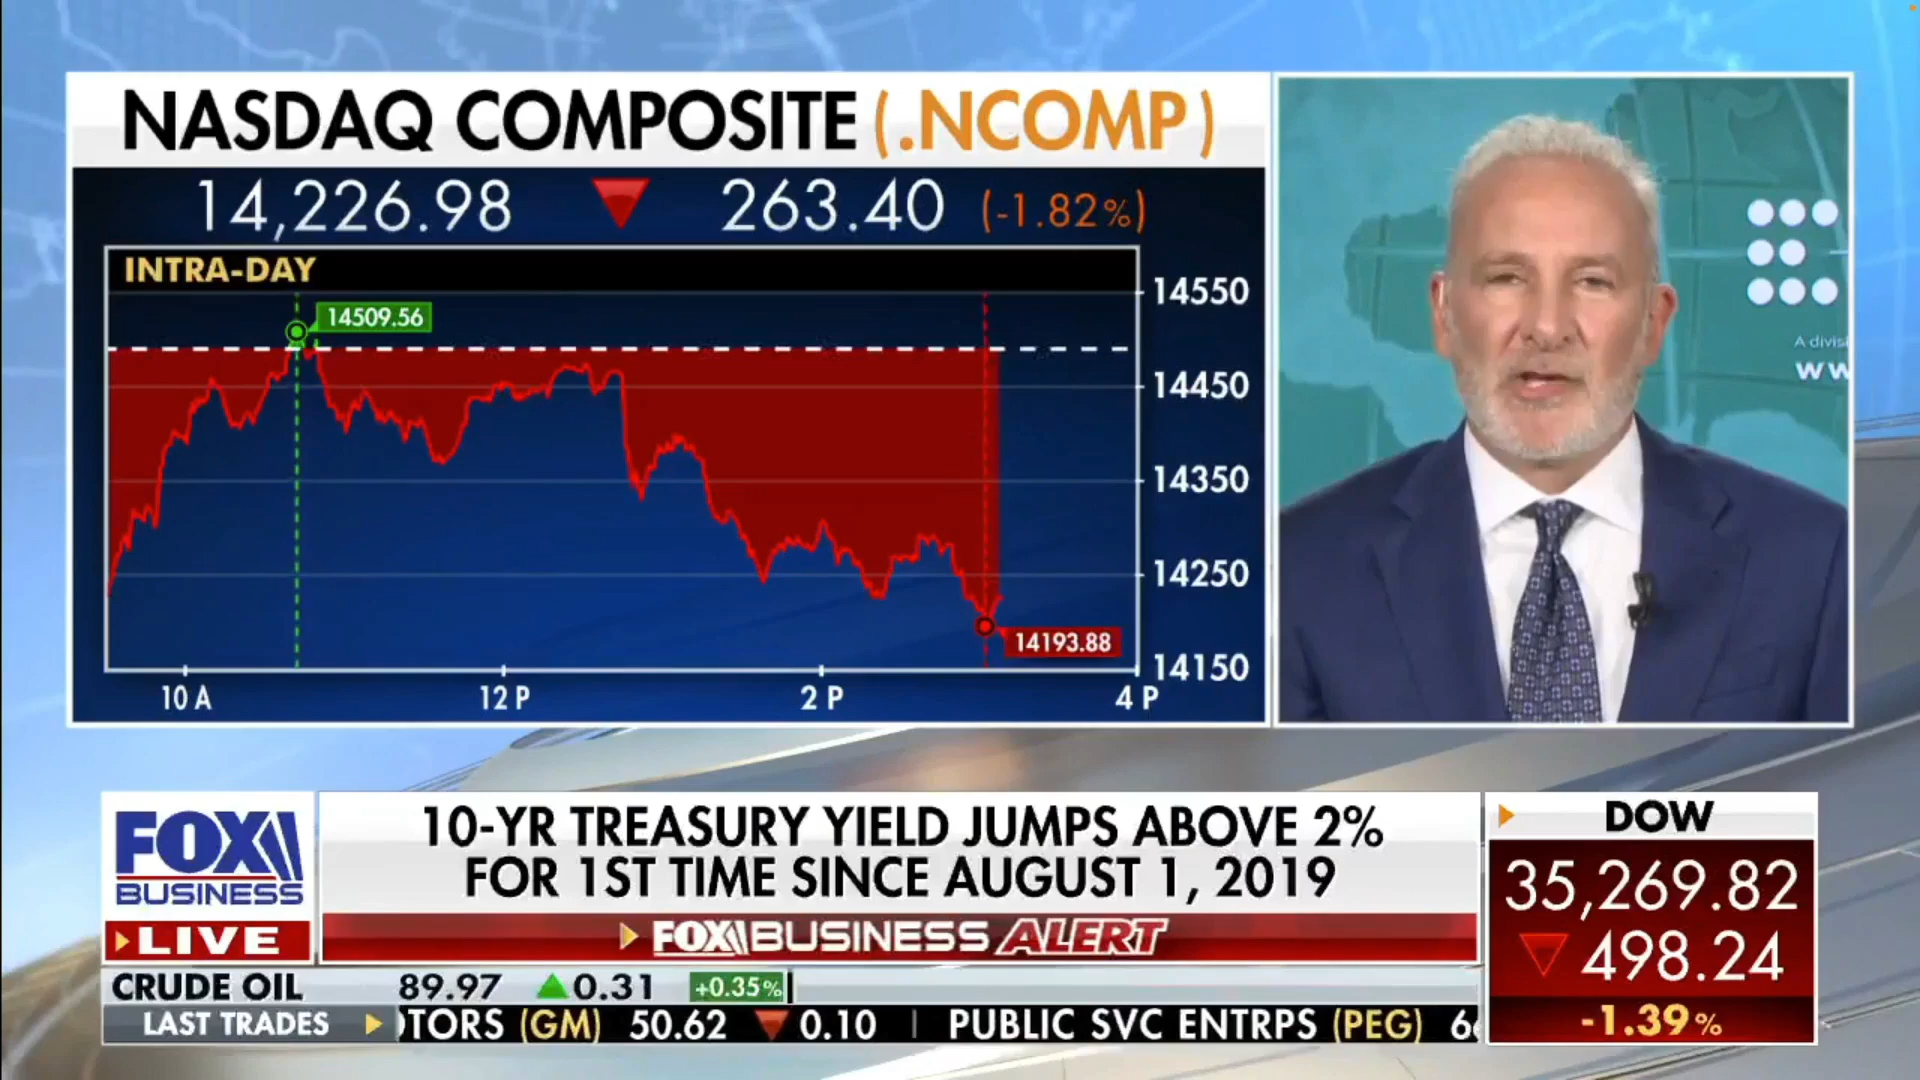 NASDAQ COMPOSITE (.NCOMP)
14,226.98 ▼ 263.40 (-1.82%)
INTRA-DAY
14509.56
14193.88
14550
14450
14350
14250
14150
10 A 12 P 2 P 4 P
A
WW
FOX BUSINESS
LIVE
10-YR TREASURY YIELD JUMPS ABOVE 2%
FOR 1ST TIME SINCE AUGUST 1, 2019
FOX BUSINESS ALERT
DOW
35,269.82
▼ 498.24
-1.39%
CRUDE OIL 89.97 ▲ 0.31 +0.35%
LAST TRADES TORS (GM) 50.62 ▼ 0.10 | PUBLIC SVC ENTRPS (PEG)